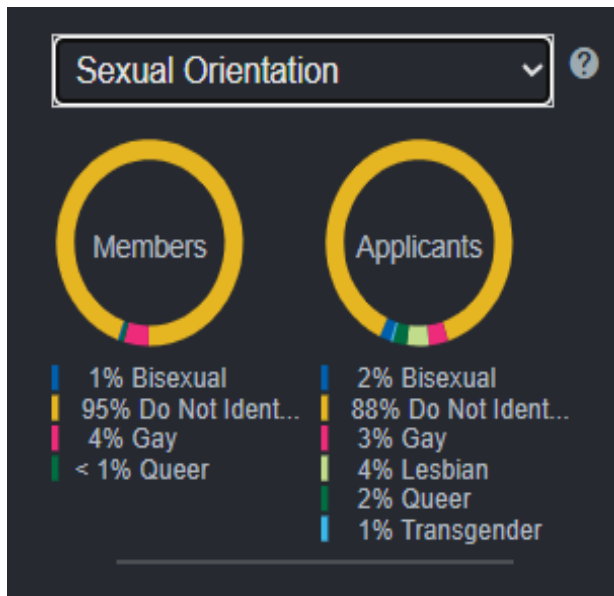 Sexual Orientation
?
Members
1% Bisexual
95% Do Not Ident...
4% Gay
< 1% Queer
Applicants
2% Bisexual
88% Do Not Ident...
3% Gay
4% Lesbian
2% Queer
1% Transgender